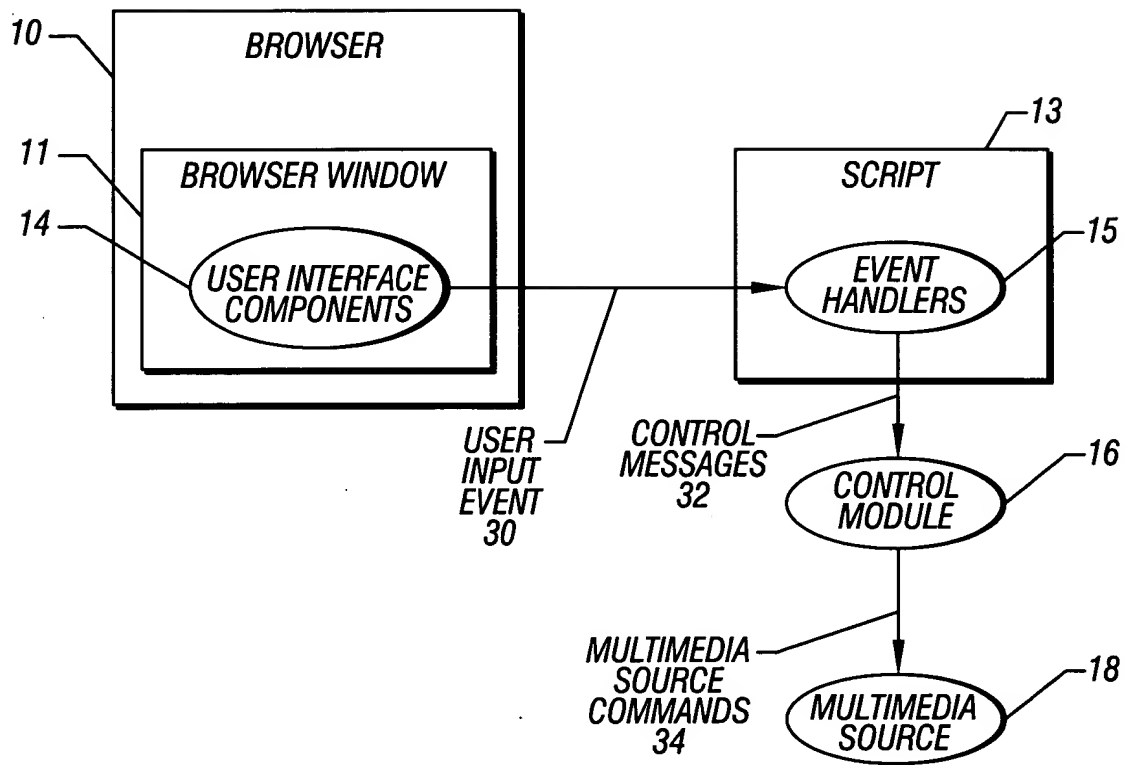 10
BROWSER
11
BROWSER WINDOW
14
USER INTERFACE
COMPONENTS
13
SCRIPT
15
EVENT
HANDLERS
USER
INPUT
EVENT
30
CONTROL
MESSAGES
32
16
CONTROL
MODULE
MULTIMEDIA
SOURCE
COMMANDS
34
18
MULTIMEDIA
SOURCE